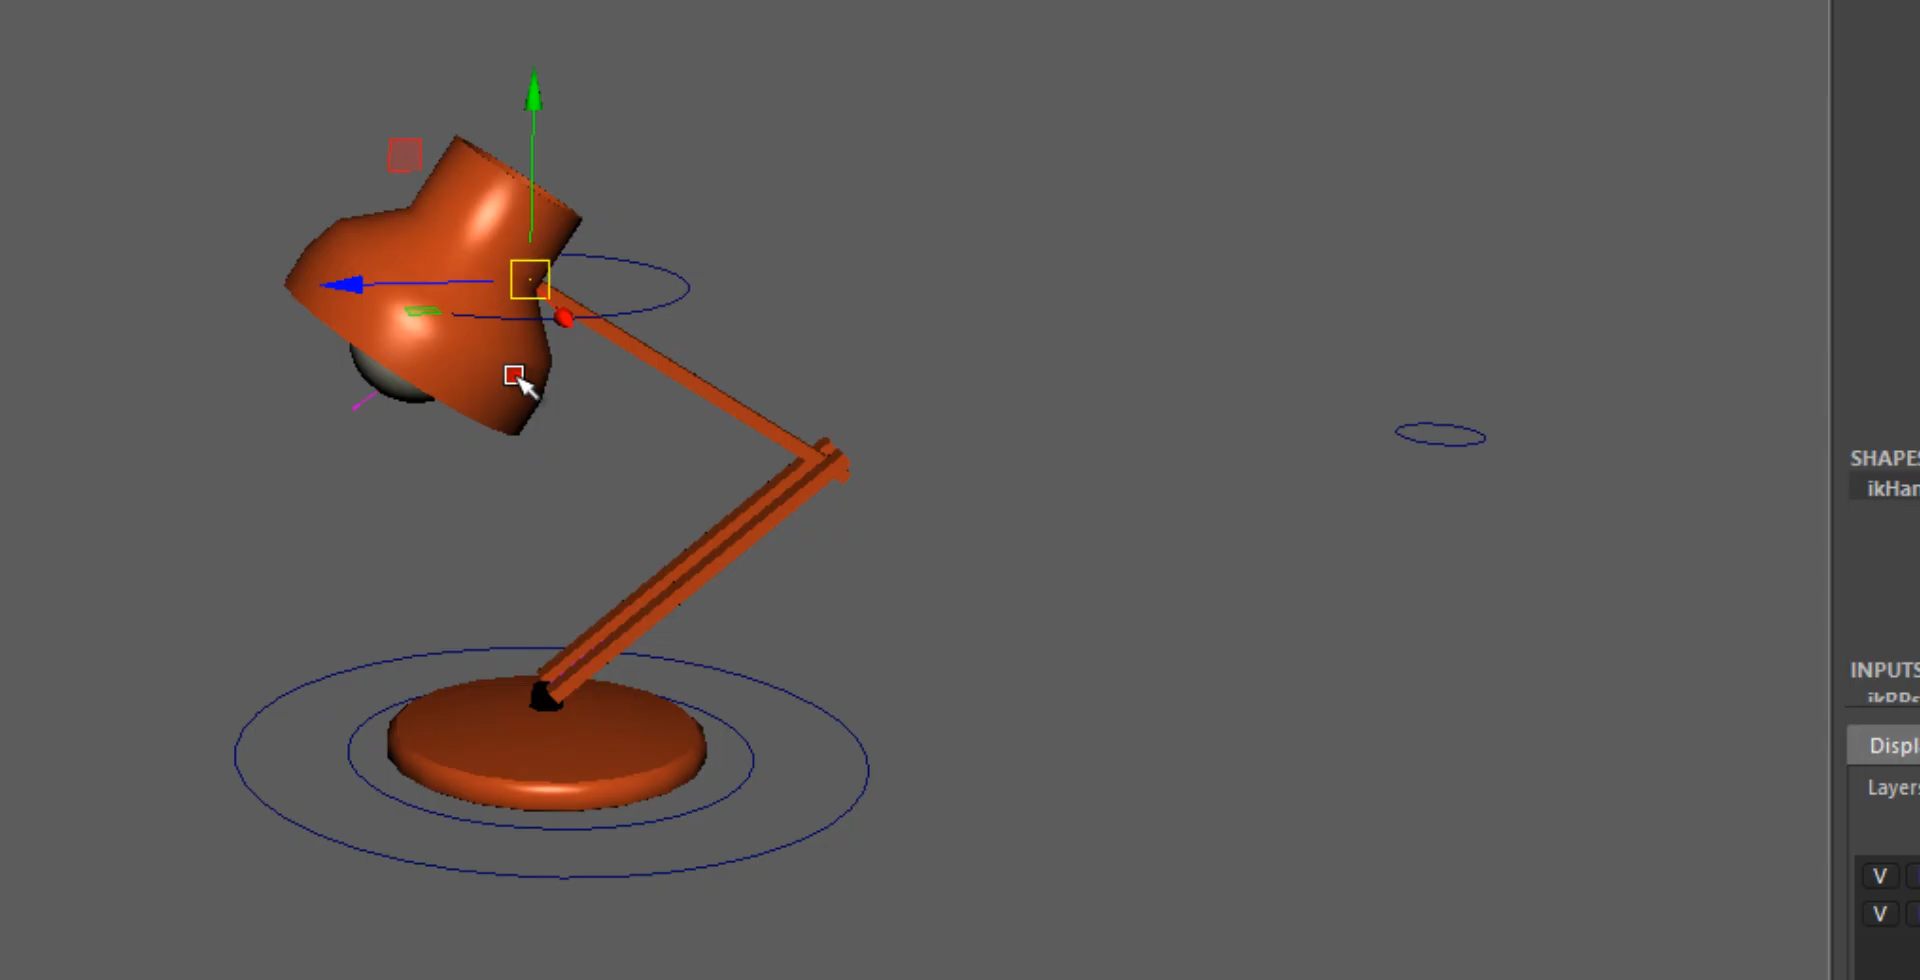 SHAPES
ikHan
INPUTS
Displ
Layers
V
V